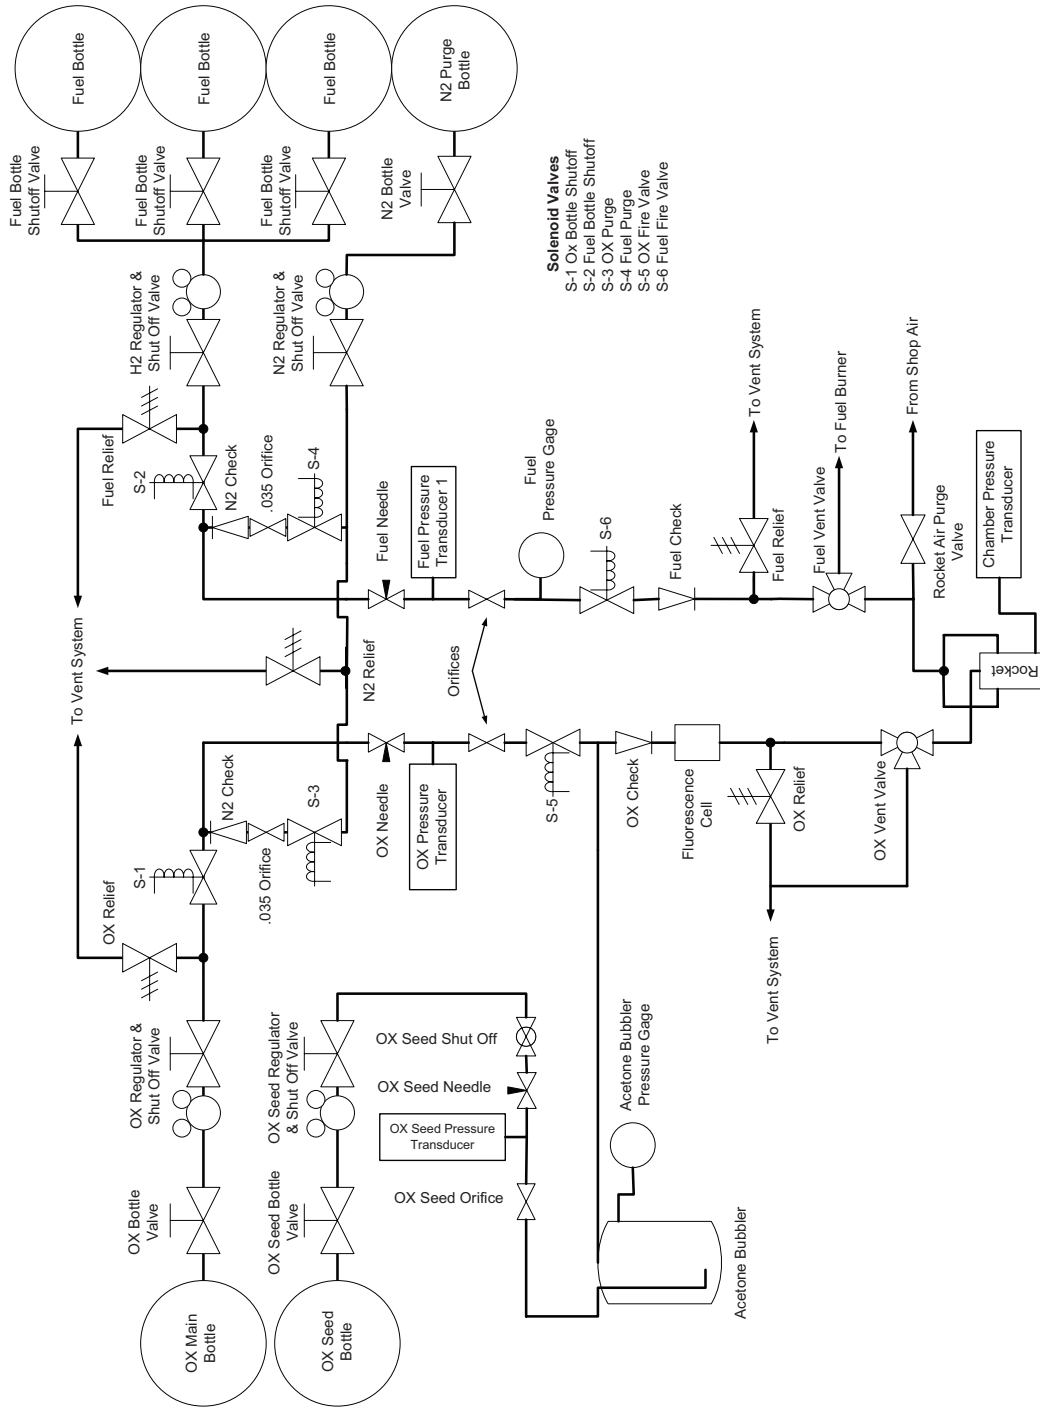 OX Main
Bottle
OX Bottle
Valve
OX Regulator &
Shut Off Valve
OX Relief
S-1
N2 Check
.035 Orifice
S-3
To Vent System
N2 Relief
Fuel Relief
S-2
N2 Check
.035 Orifice
S-4
H2 Regulator &
Shut Off Valve
N2 Regulator &
Shut Off Valve
Fuel Bottle
Shutoff Valve
Fuel Bottle
Shutoff Valve
Fuel Bottle
Shutoff Valve
N2 Bottle
Valve
Fuel Bottle
Fuel Bottle
Fuel Bottle
N2 Purge
Bottle
OX Seed
Bottle
OX Seed Bottle
Valve
OX Seed Regulator
& Shut Off Valve
OX Seed Shut Off
OX Seed Needle
OX Seed Pressure
Transducer
OX Seed Orifice
OX Needle
OX Pressure
Transducer
Orifices
Fuel Needle
Fuel Pressure
Transducer 1
Fuel
Pressure Gage
S-5
S-6
OX Check
Fuel Check
Fluorescence
Cell
Solenoid Valves
S-1 Ox Bottle Shutoff
S-2 Fuel Bottle Shutoff
S-3 OX Purge
S-4 Fuel Purge
S-5 OX Fire Valve
S-6 Fuel Fire Valve
Acetone Bubbler
Pressure Gage
Acetone Bubbler
To Vent System
OX Relief
OX Vent Valve
Fuel Relief
To Vent System
Fuel Vent Valve
To Fuel Burner
From Shop Air
Rocket Air Purge
Valve
Rocket
Chamber Pressure
Transducer